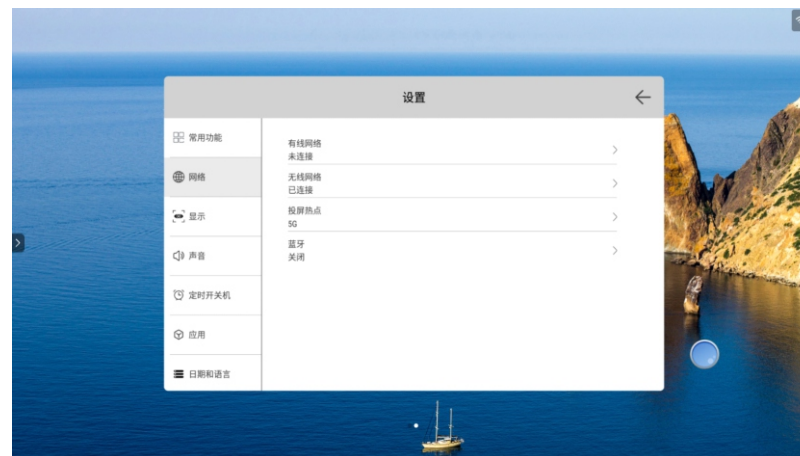 设置
常用功能
网络
显示
声音
定时开关机
应用
日期和语言
有线网络
未连接
无线网络
已连接
投屏热点
5G
蓝牙
关闭